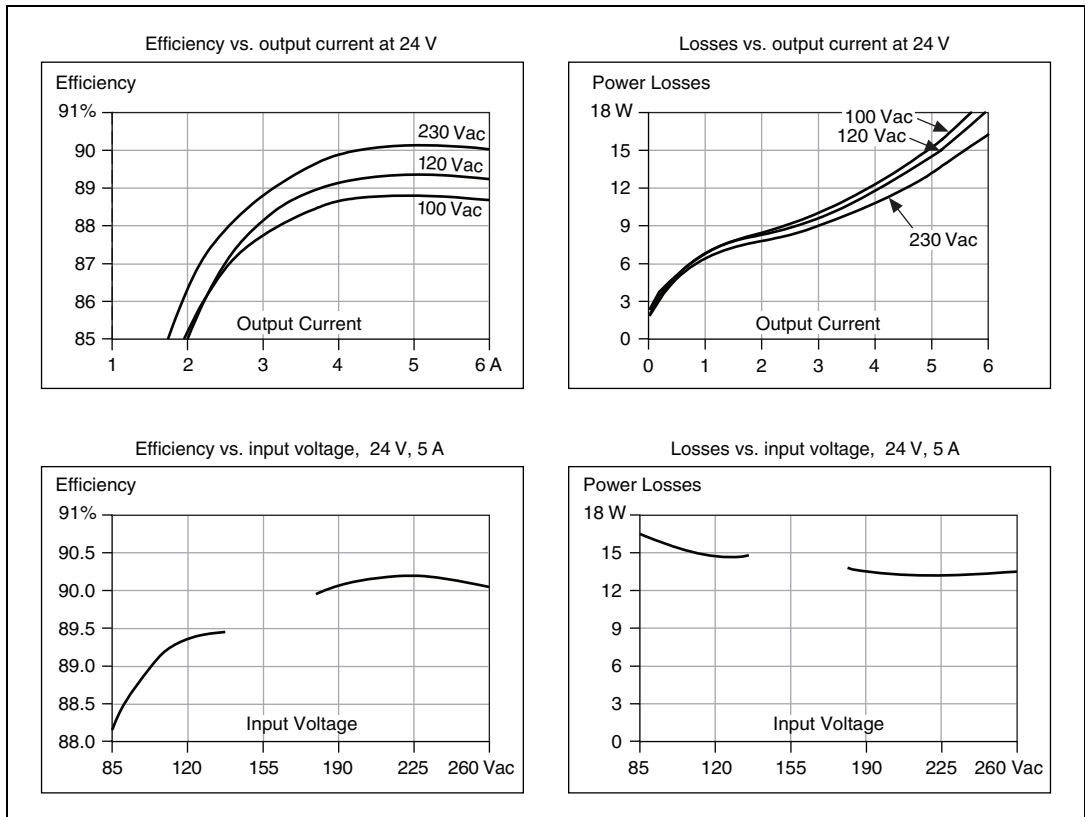 Efficiency vs. output current at 24 V
Efficiency
91%
90
89
88
87
86
85
230 Vac
120 Vac
100 Vac
Output Current
1 2 3 4 5 6 A
Losses vs. output current at 24 V
Power Losses
18 W
15
12
9
6
3
0
100 Vac
120 Vac
230 Vac
Output Current
0 1 2 3 4 5 6
Efficiency vs. input voltage, 24 V, 5 A
Efficiency
91%
90.5
90.0
89.5
89.0
88.5
88.0
Input Voltage
85 120 155 190 225 260 Vac
Losses vs. input voltage, 24 V, 5 A
Power Losses
18 W
15
12
9
6
3
0
Input Voltage
85 120 155 190 225 260 Vac